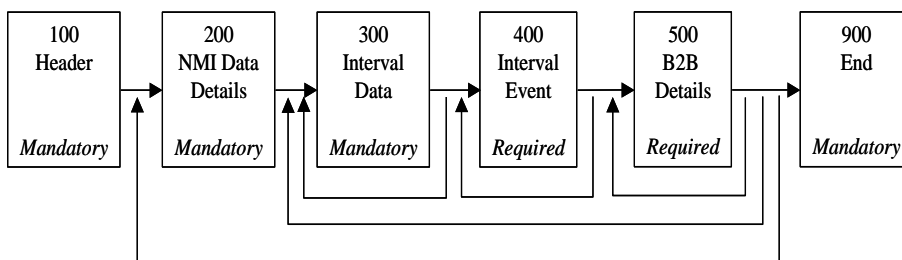 100
Header
Mandatory
200
NMI Data
Details
Mandatory
300
Interval
Data
Mandatory
400
Interval
Event
Required
500
B2B
Details
Required
900
End
Mandatory